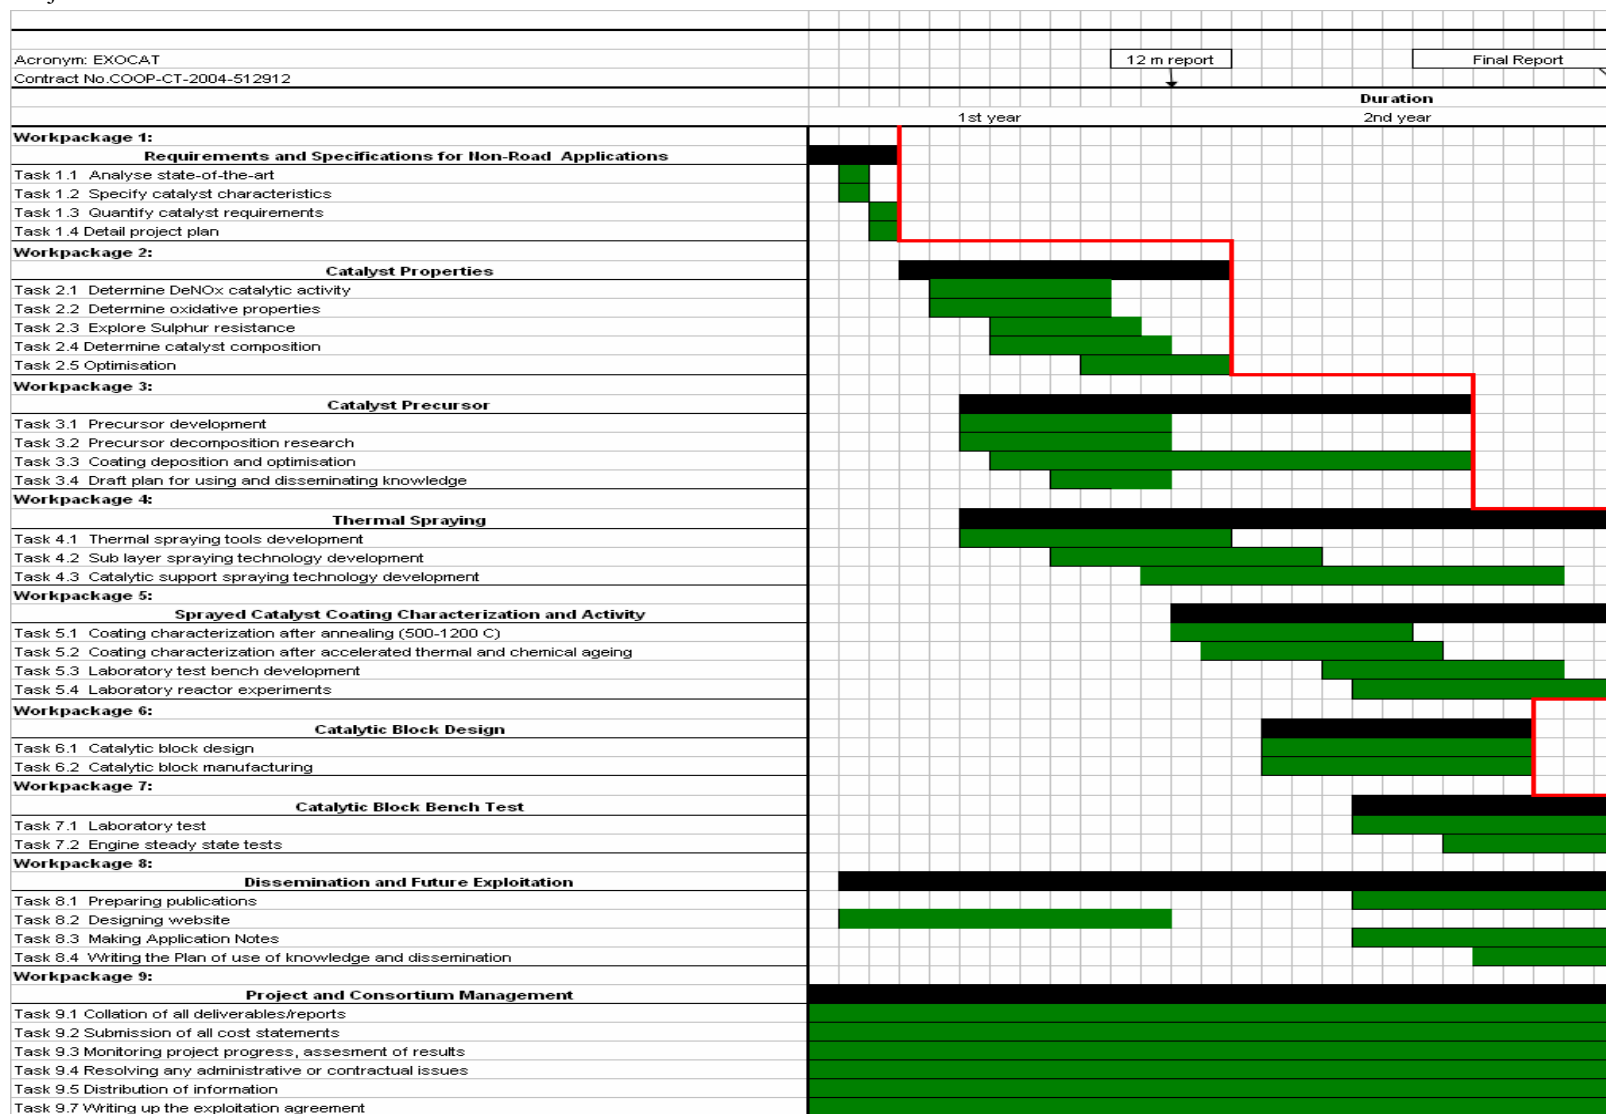 Acronym: EXOCAT
12 m report
Final Report
Contract No.COOP-CT-2004-512912
Duration
1st year
2nd year
Workpackage 1:
Requirements and Specifications for Non-Road Applications
Task 1.1 Analyse state-of-the-art
Task 1.2 Specify catalyst characteristics
Task 1.3 Quantify catalyst requirements
Task 1.4 Detail project plan
Workpackage 2:
Catalyst Properties
Task 2.1 Determine DeNOx catalytic activity
Task 2.2 Determine oxidative properties
Task 2.3 Explore Sulphur resistance
Task 2.4 Determine catalyst composition
Task 2.5 Optimisation
Workpackage 3:
Catalyst Precursor
Task 3.1 Precursor development
Task 3.2 Precursor decomposition research
Task 3.3 Coating deposition and optimisation
Task 3.4 Draft plan for using and disseminating knowledge
Workpackage 4:
Thermal Spraying
Task 4.1 Thermal spraying tools development
Task 4.2 Sub layer spraying technology development
Task 4.3 Catalytic support spraying technology development
Workpackage 5:
Sprayed Catalyst Coating Characterization and Activity
Task 5.1 Coating characterization after annealing (500-1200 C)
Task 5.2 Coating characterization after accelerated thermal and chemical ageing
Task 5.3 Laboratory test bench development
Task 5.4 Laboratory reactor experiments
Workpackage 6:
Catalytic Block Design
Task 6.1 Catalytic block design
Task 6.2 Catalytic block manufacturing
Workpackage 7:
Catalytic Block Bench Test
Task 7.1 Laboratory test
Task 7.2 Engine steady state tests
Workpackage 8:
Dissemination and Future Exploitation
Task 8.1 Preparing publications
Task 8.2 Designing website
Task 8.3 Making Application Notes
Task 8.4 Writing the Plan of use of knowledge and dissemination
Workpackage 9:
Project and Consortium Management
Task 9.1 Collation of all deliverables/reports
Task 9.2 Submission of all cost statements
Task 9.3 Monitoring project progress, assesment of results
Task 9.4 Resolving any administrative or contractual issues
Task 9.5 Distribution of information
Task 9.7 Writing up the exploitation agreement